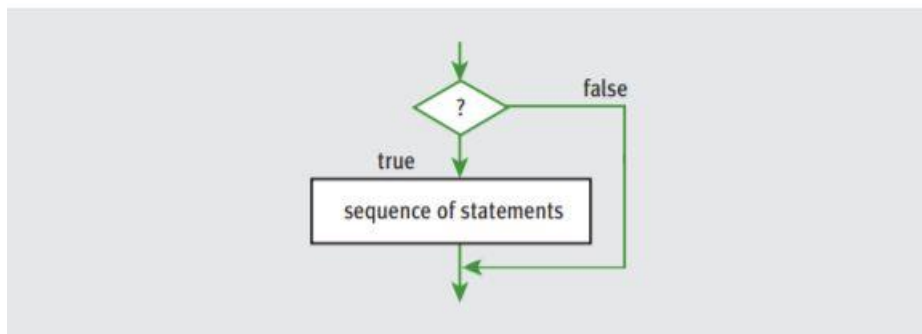 ?
false
true
sequence of statements